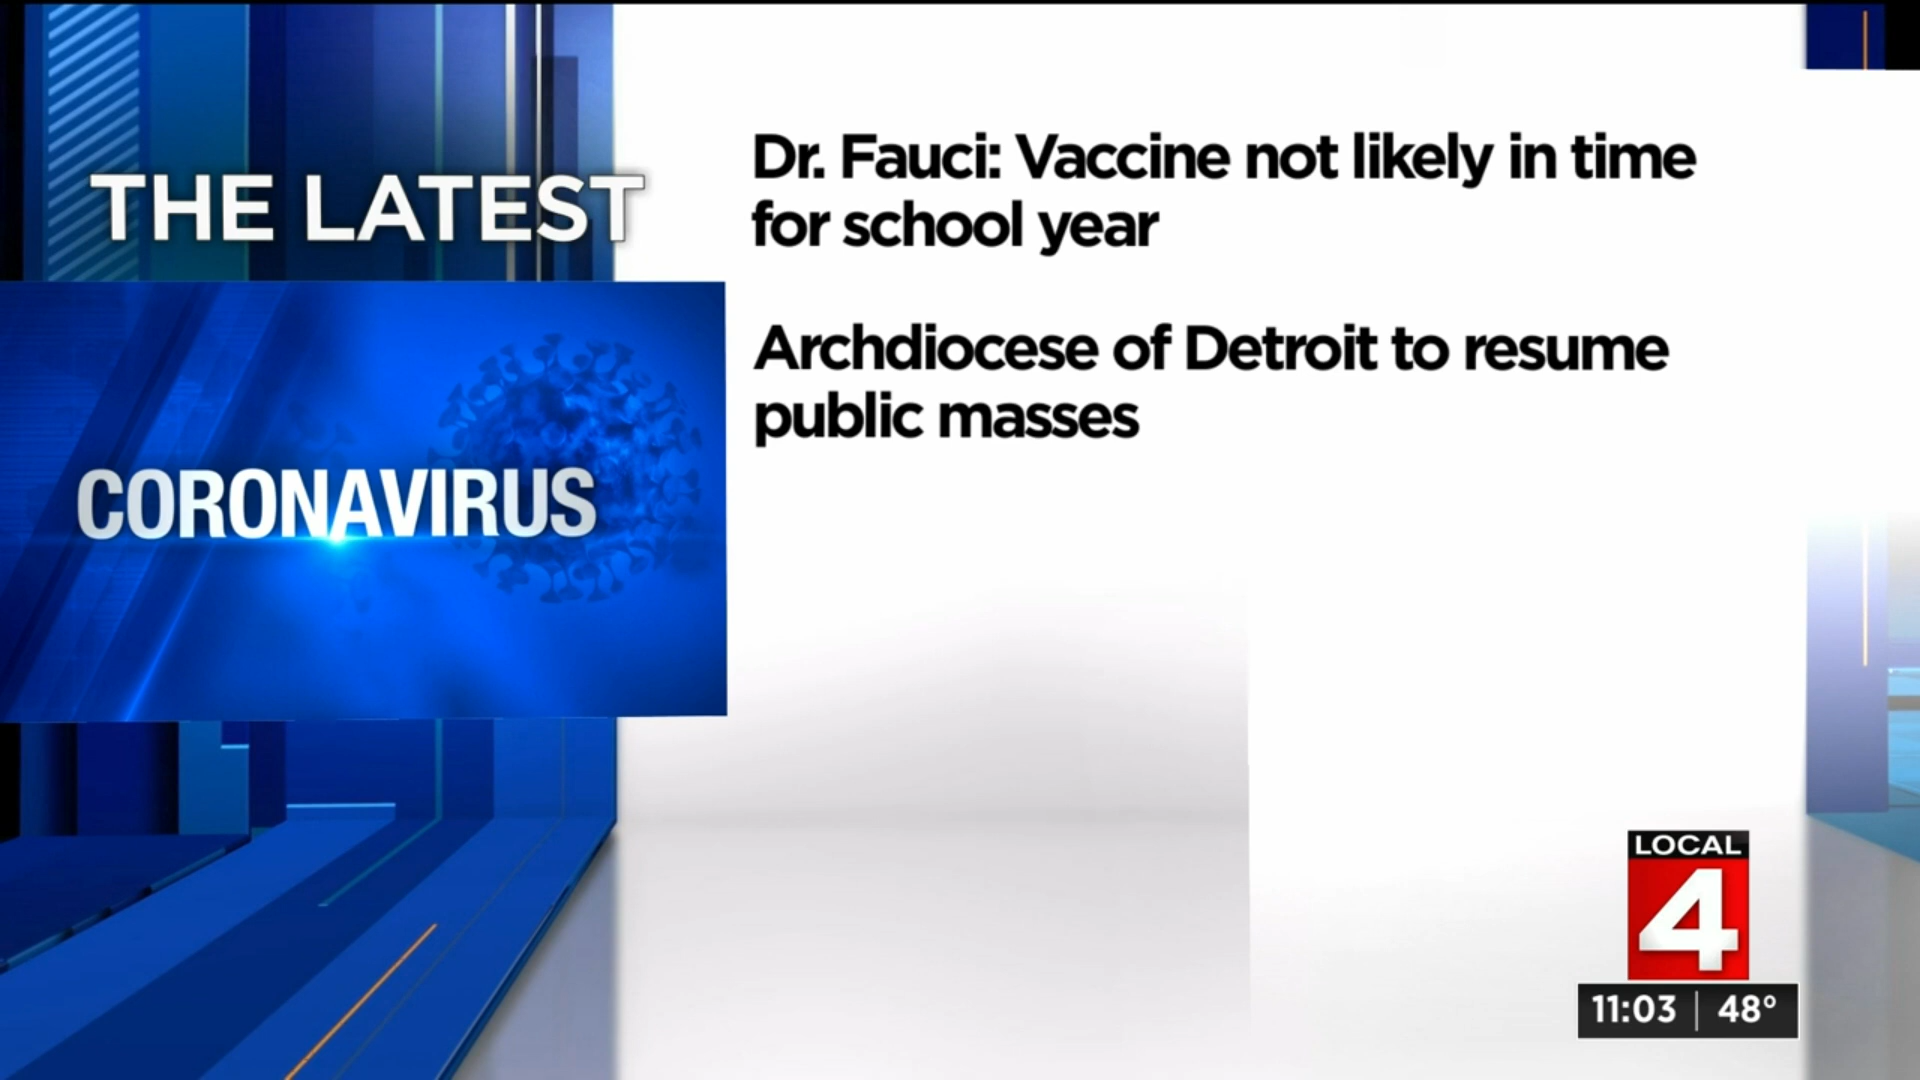 THE LATEST
CORONAVIRUS
Dr. Fauci: Vaccine not likely in time
for school year
Archdiocese of Detroit to resume
public masses
LOCAL
4
11:03 | 48°